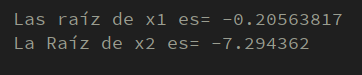 Las raíz de x1 es= -0.20563817
La Raíz de x2 es= -7.294362